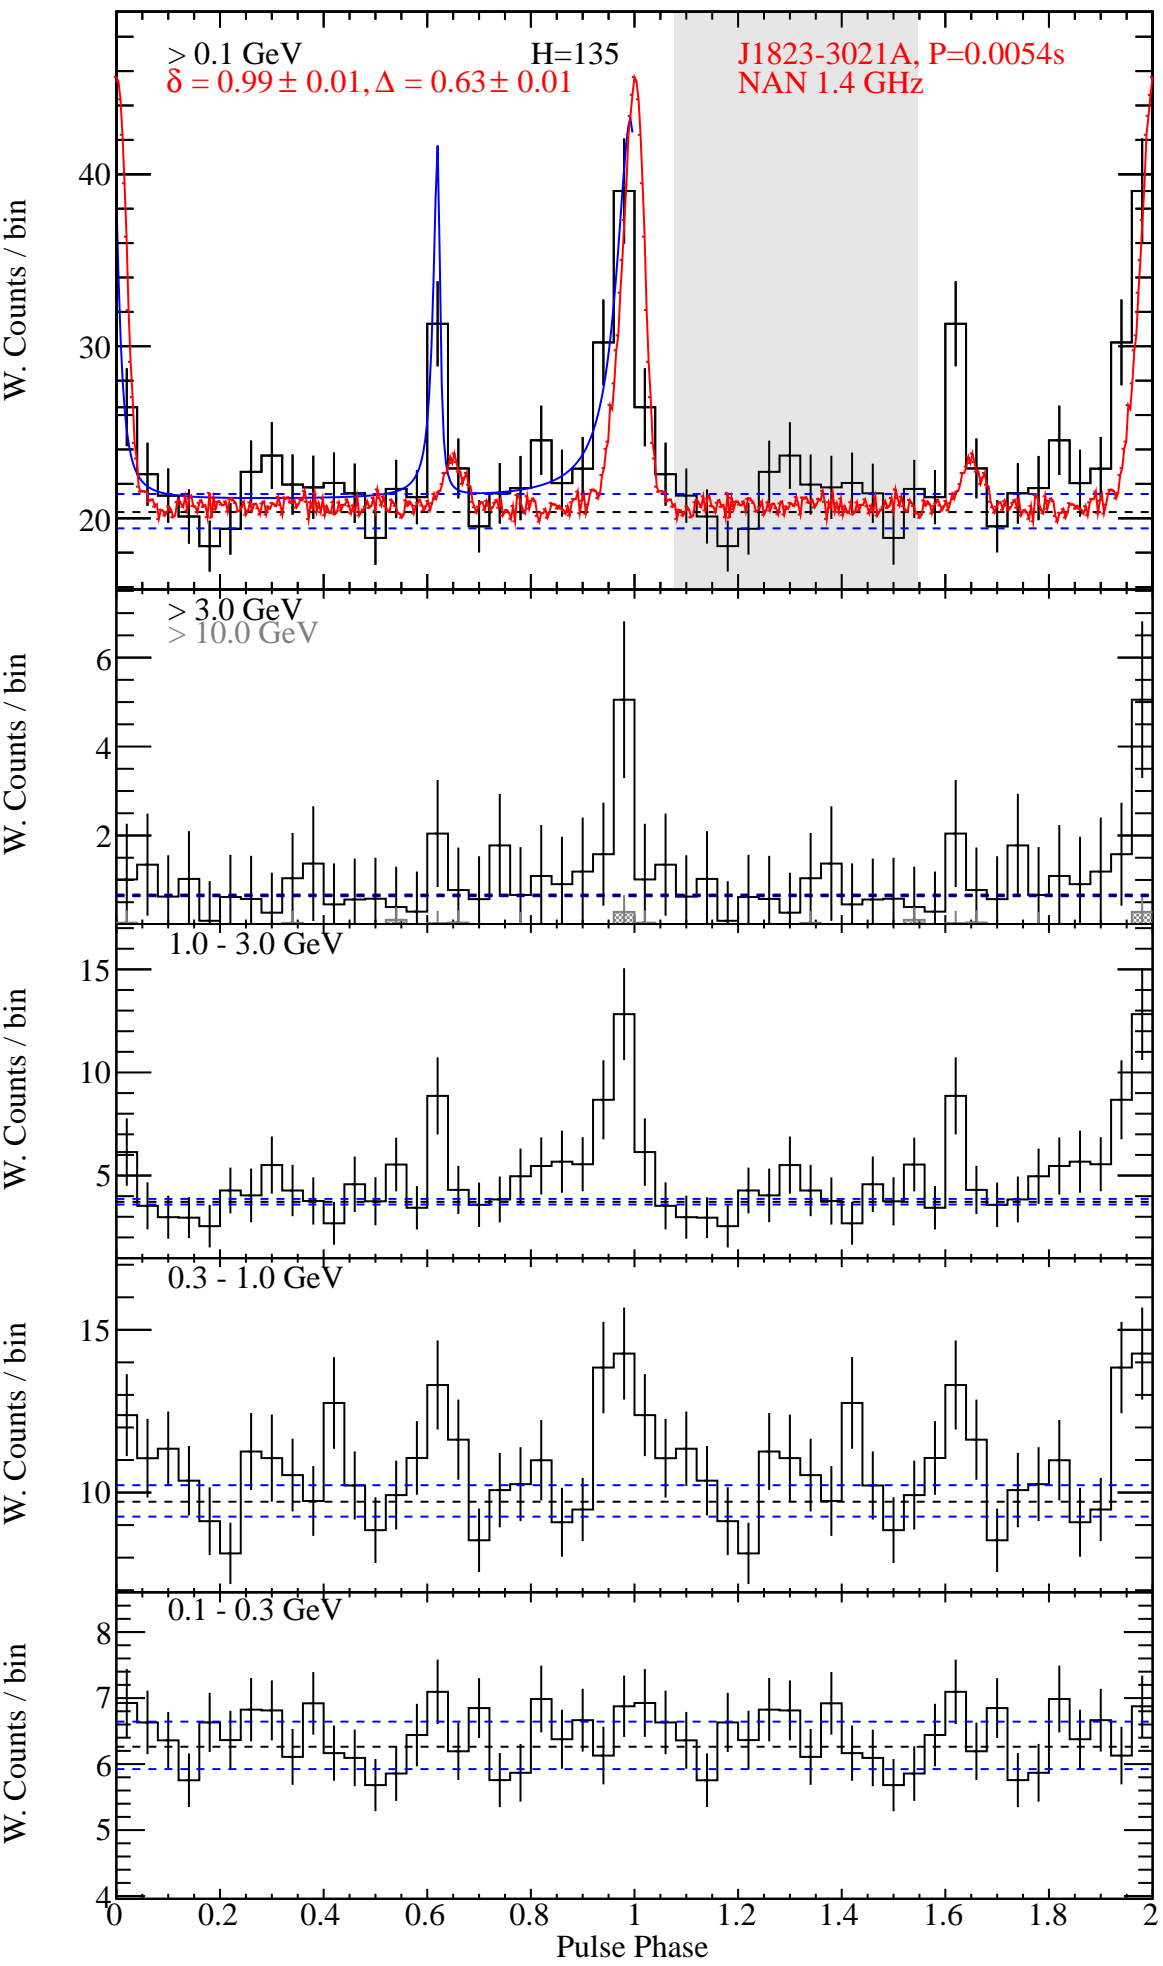 > 0.1 GeV H=135 J1823-3021A, P=0.0054s
δ = 0.99 ± 0.01, Δ = 0.63 ± 0.01 NAN 1.4 GHz
40
30
20
W. Counts / bin
> 3.0 GeV
> 10.0 GeV
6
4
2
W. Counts / bin
1.0 - 3.0 GeV
15
10
5
W. Counts / bin
0.3 - 1.0 GeV
15
10
W. Counts / bin
0.1 - 0.3 GeV
8
7
6
5
4
W. Counts / bin
0 0.2 0.4 0.6 0.8 1 1.2 1.4 1.6 1.8 2
Pulse Phase